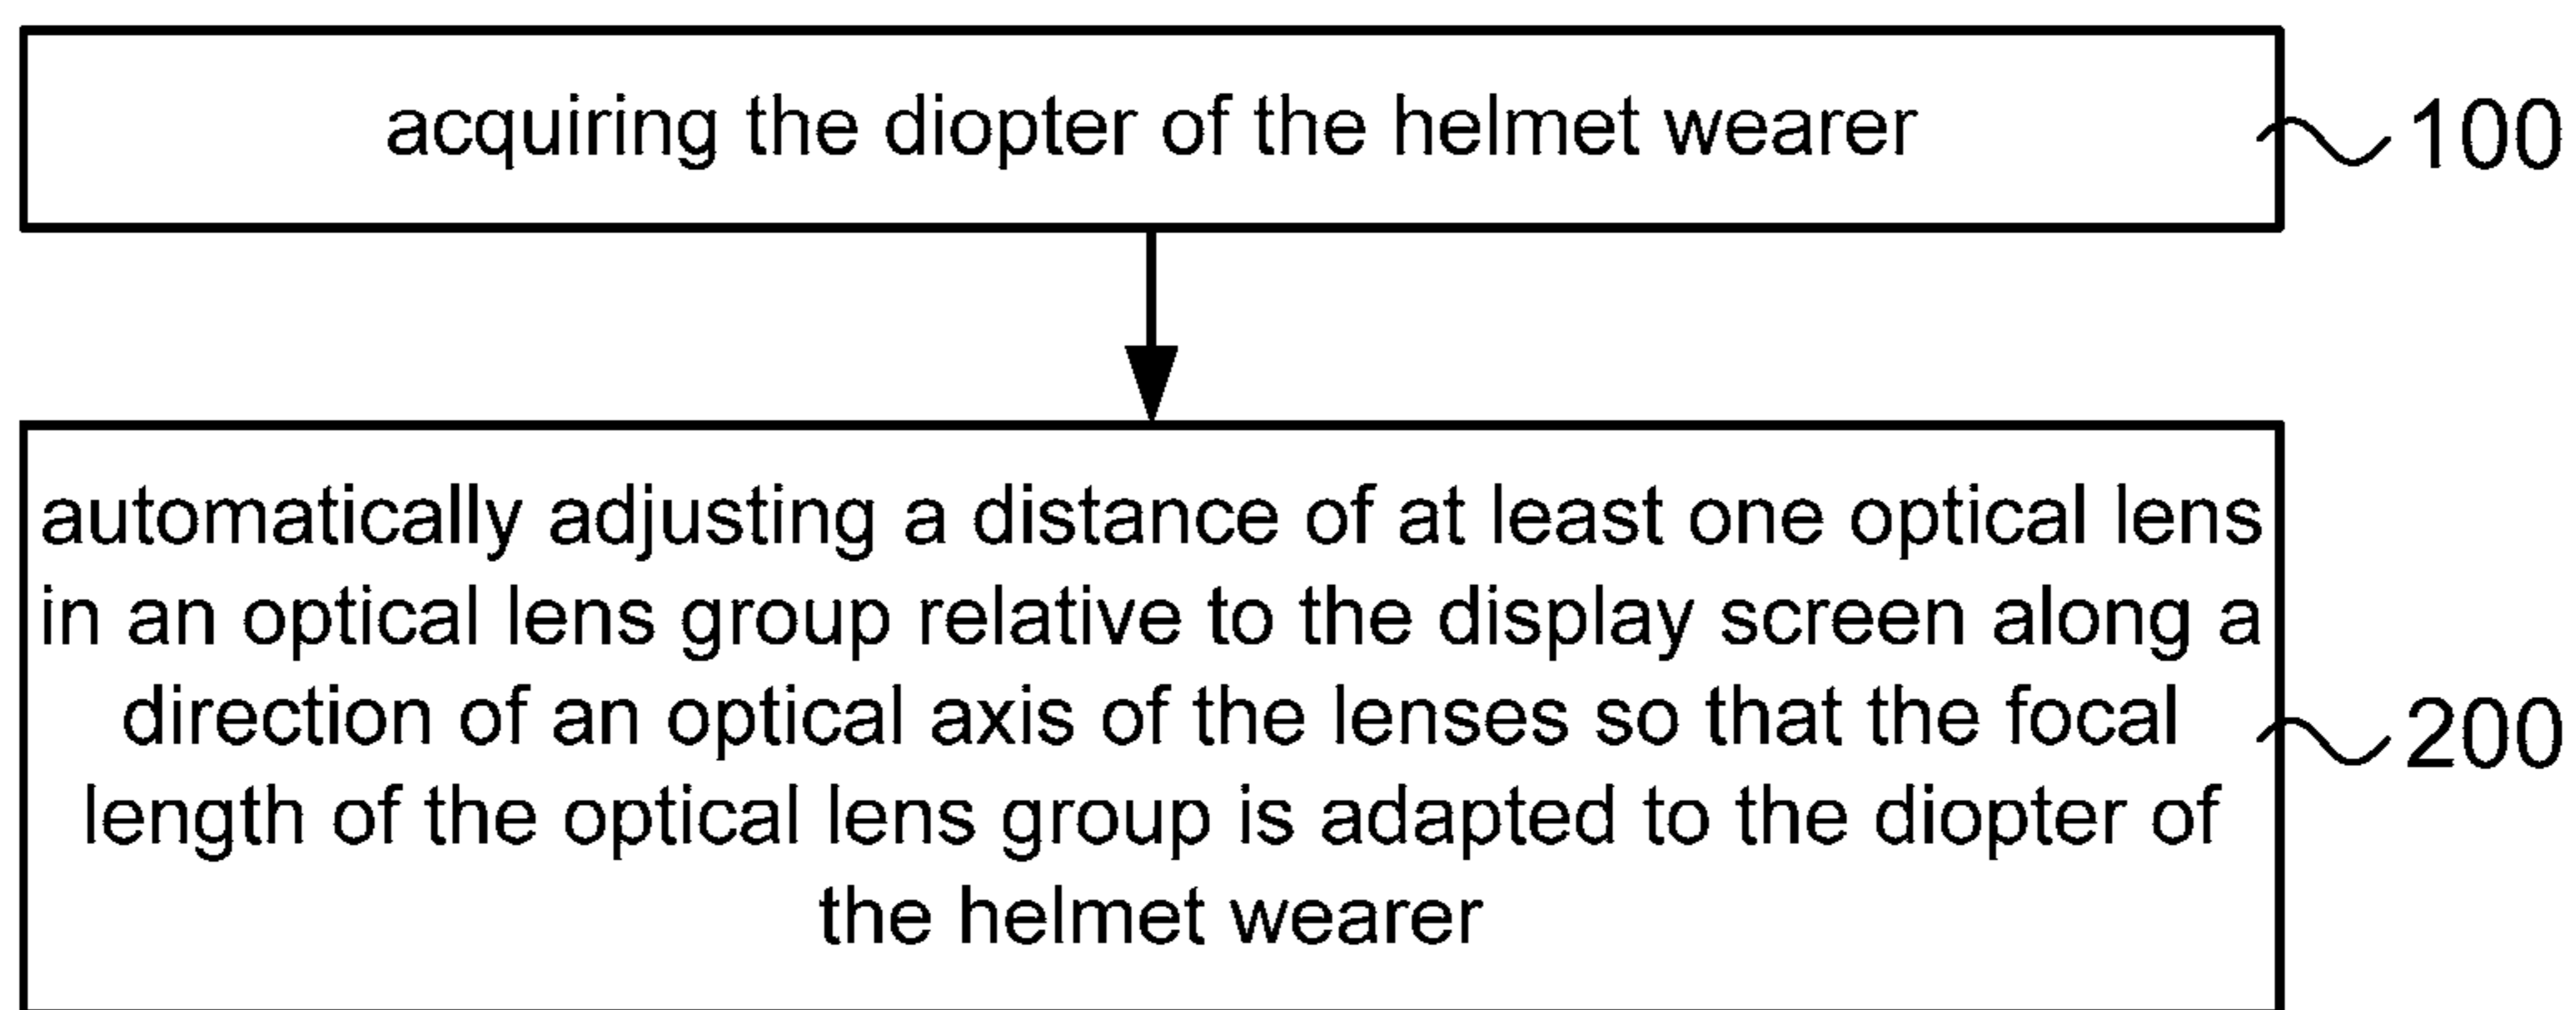 acquiring the diopter of the helmet wearer
100
automatically adjusting a distance of at least one optical lens
in an optical lens group relative to the display screen along a
direction of an optical axis of the lenses so that the focal
length of the optical lens group is adapted to the diopter of
the helmet wearer
200